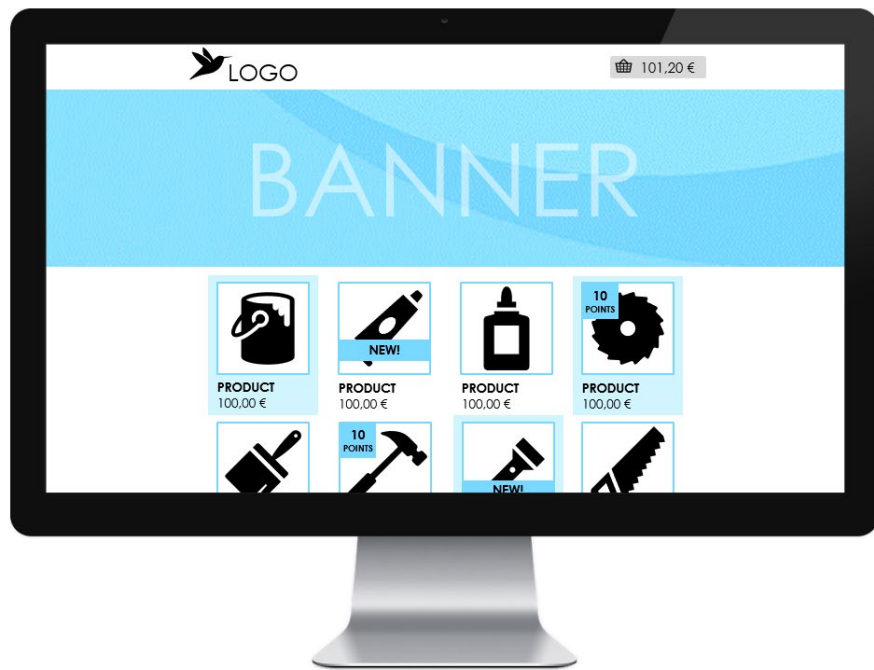 LOGO
101,20 €
BANNER
10
POINTS
NEW!
PRODUCT
100,00 €
PRODUCT
100,00 €
PRODUCT
100,00 €
PRODUCT
100,00 €
10
POINTS
NEW!